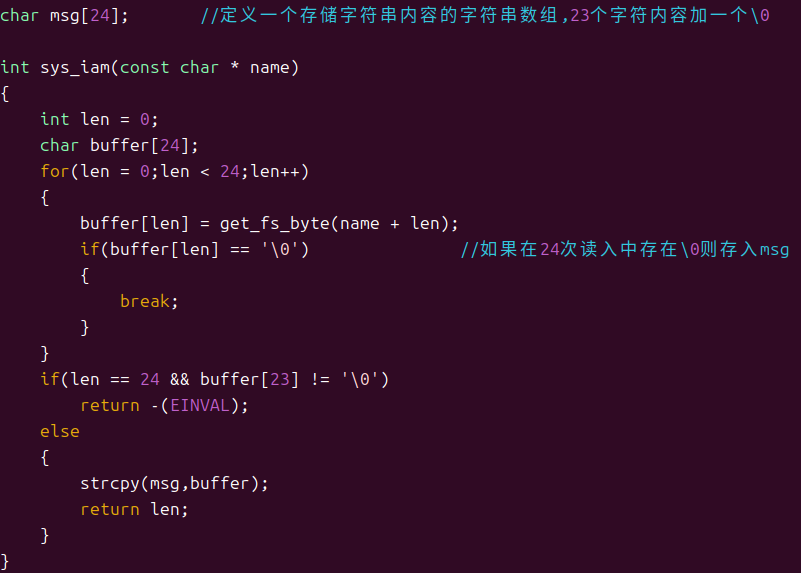 char msg[24];       //定义一个存储字符串内容的字符串数组,23个字符内容加一个\0

int sys_iam(const char * name)
{
    int len = 0;
    char buffer[24];
    for(len = 0;len < 24;len++)
    {
        buffer[len] = get_fs_byte(name + len);
        if(buffer[len] == '\0')               //如果在24次读入中存在\0则存入msg
        {
            break;
        }
    }
    if(len == 24 && buffer[23] != '\0')
        return -(EINVAL);
    else
    {
        strcpy(msg,buffer);
        return len;
    }
}